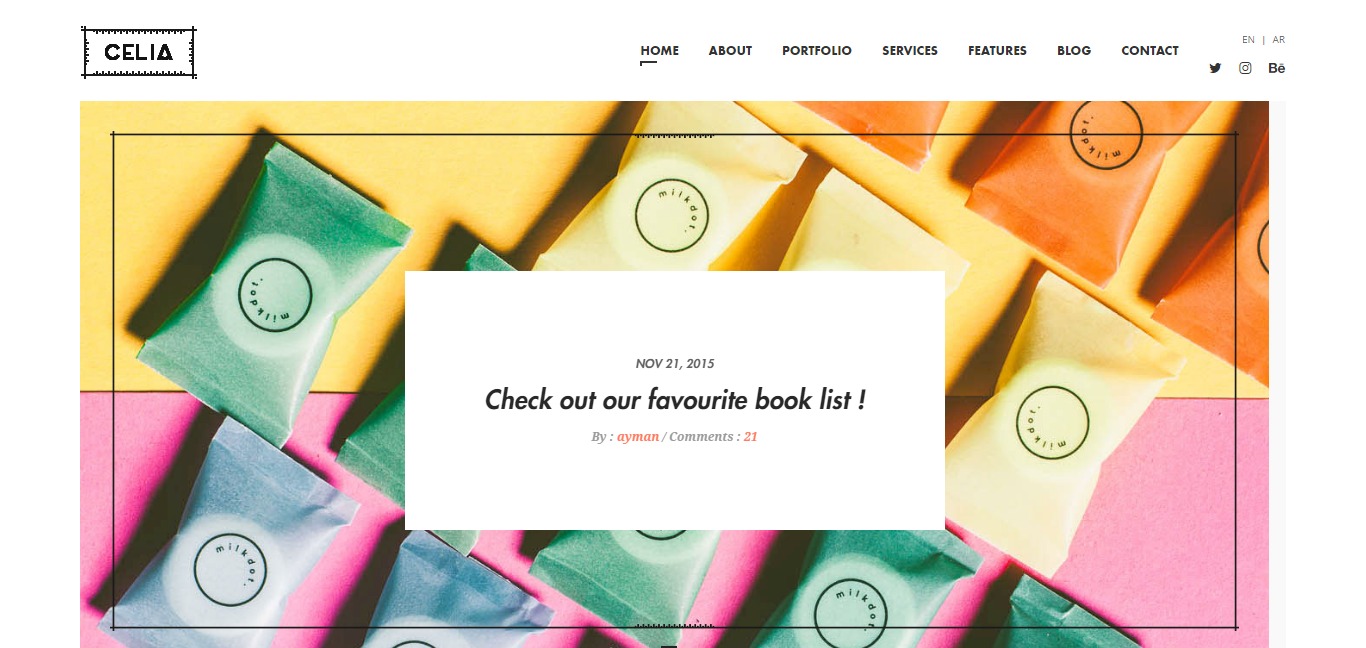 CELIA
HOME ABOUT PORTFOLIO SERVICES FEATURES BLOG CONTACT
EN | AR
Bē
milkdot.
milkdot.
milkdot.
milkdot.
NOV 21, 2015
Check out our favourite book list !
By : ayman / Comments : 21
milkdot.
milkdot.